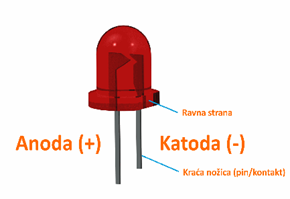 Ravna strana
Anoda (+)
Katoda (-)
Kraća nožica (pin/kontakt)